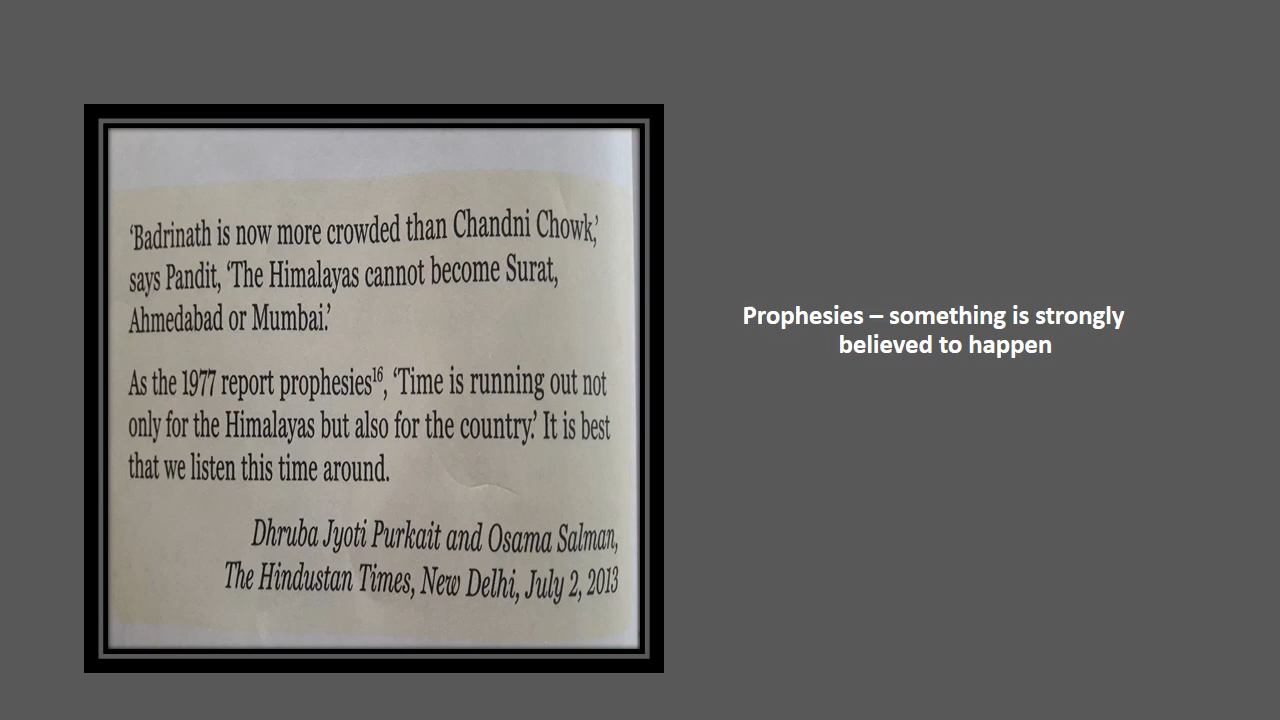 ‘Badrinath is now more crowded than Chandni Chowk,’
says Pandit, ‘The Himalayas cannot become Surat,
Ahmedabad or Mumbai.’
As the 1977 report prophesies¹⁶, ‘Time is running out not
only for the Himalayas but also for the country.’ It is best
that we listen this time around.
Dhruba Jyoti Purkait and Osama Salman,
The Hindustan Times, New Delhi, July 2, 2013
Prophesies – something is strongly
believed to happen